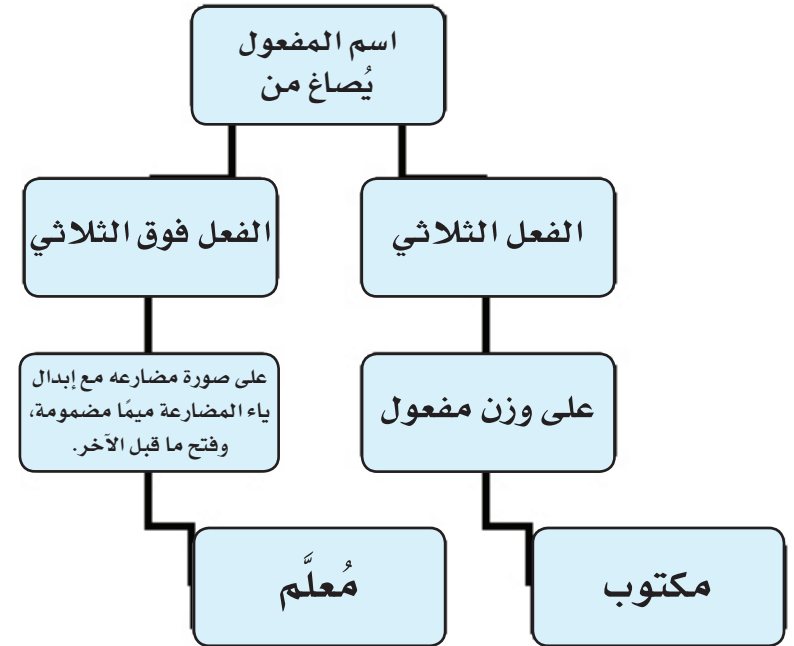 اسم المفعول
يُصاغ من
الفعل الثلاثي
الفعل فوق الثلاثي
على وزن مفعول
على صورة مضارعه مع إبدال
ياء المضارعة ميمًا مضمومة،
وفتح ما قبل الآخر.
مكتوب
مُعلَّم